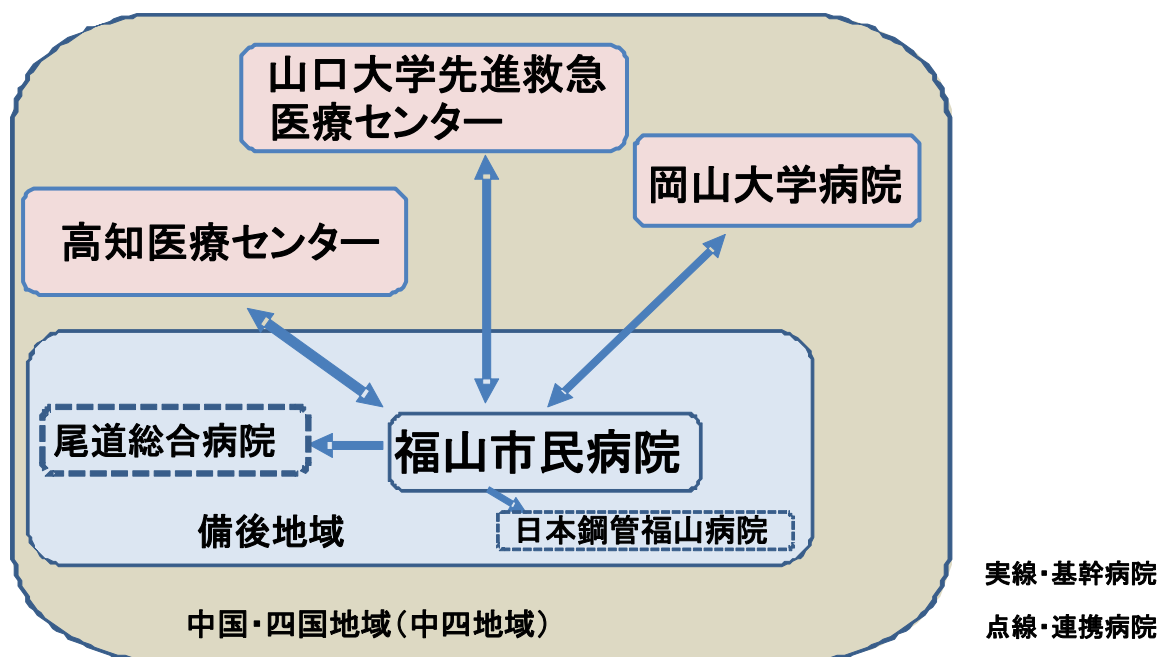 山口大学先進救急
医療センター
岡山大学病院
高知医療センター
尾道総合病院
福山市民病院
日本鋼管福山病院
備後地域
中国・四国地域(中四地域)
実線・基幹病院
点線・連携病院